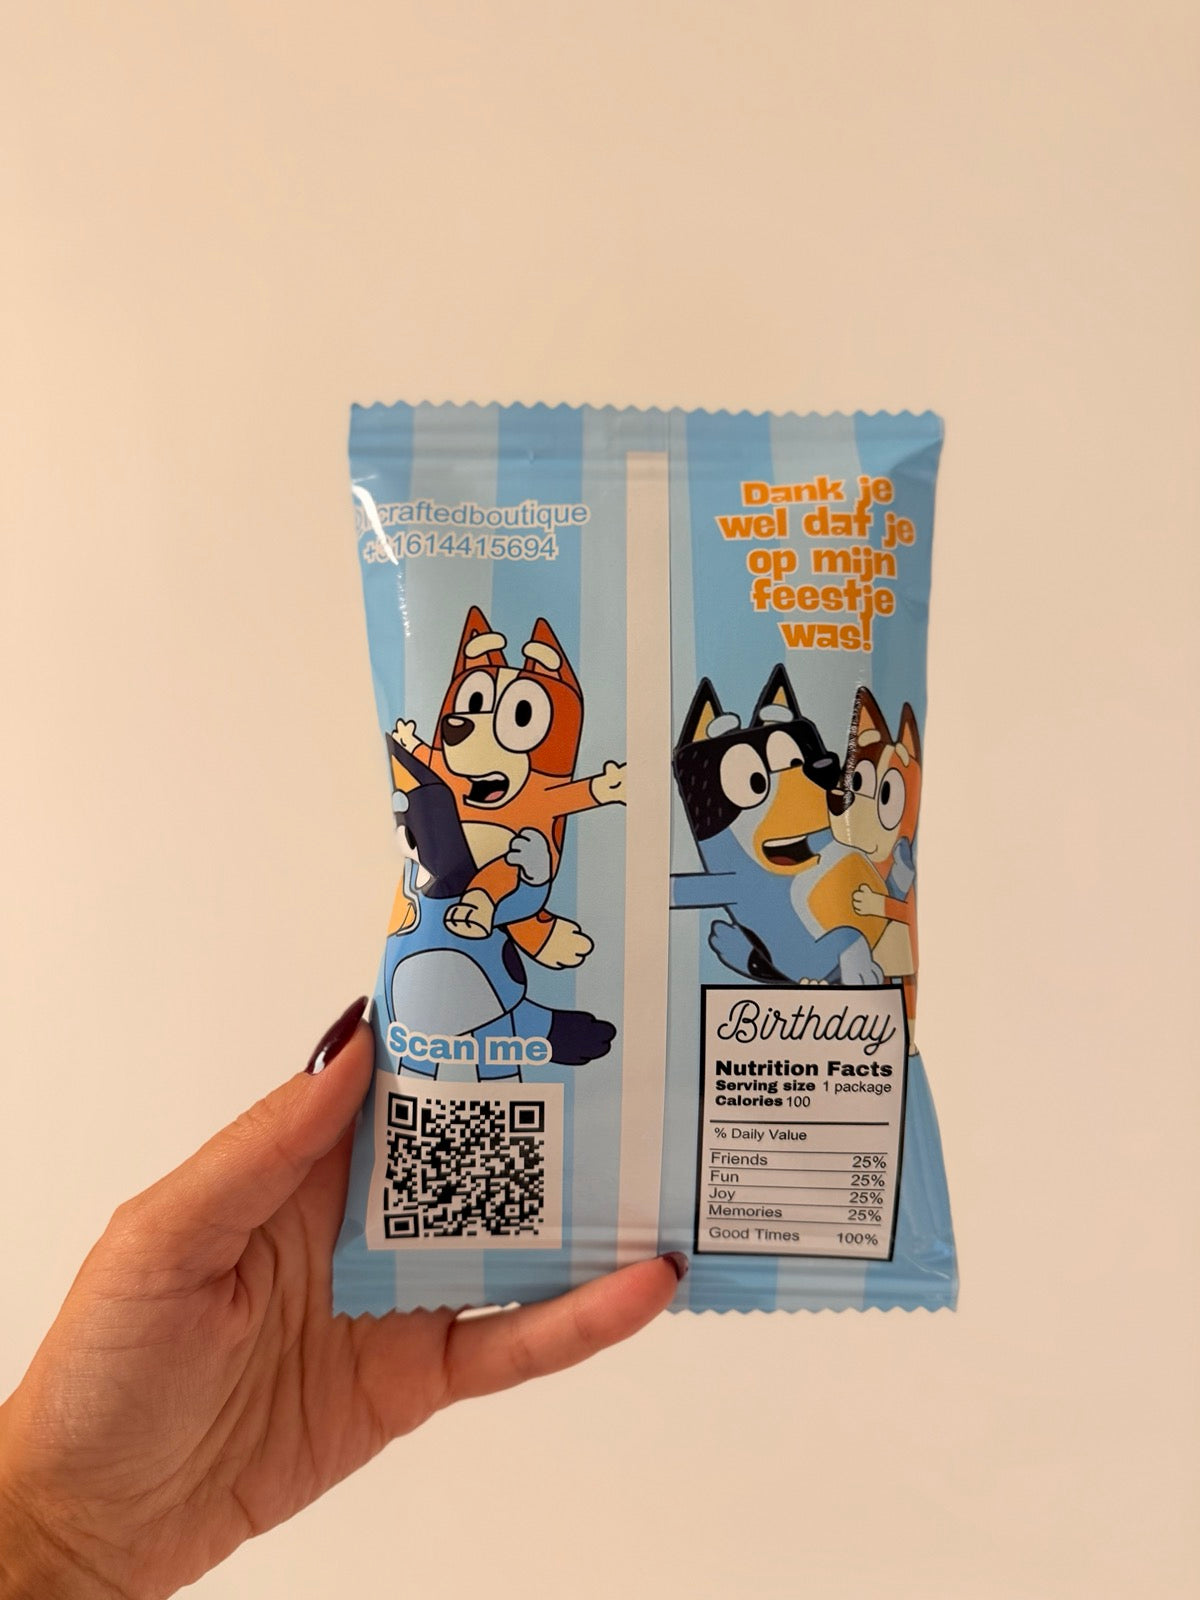 craftedboutique
+31614415694
Scan me
Dank je
wel dat je
op mijn
feestje
was!
Birthday
Nutrition Facts
Serving size 1 package
Calories 100
% Daily Value
Friends 25%
Fun 25%
Joy 25%
Memories 25%
Good Times 100%